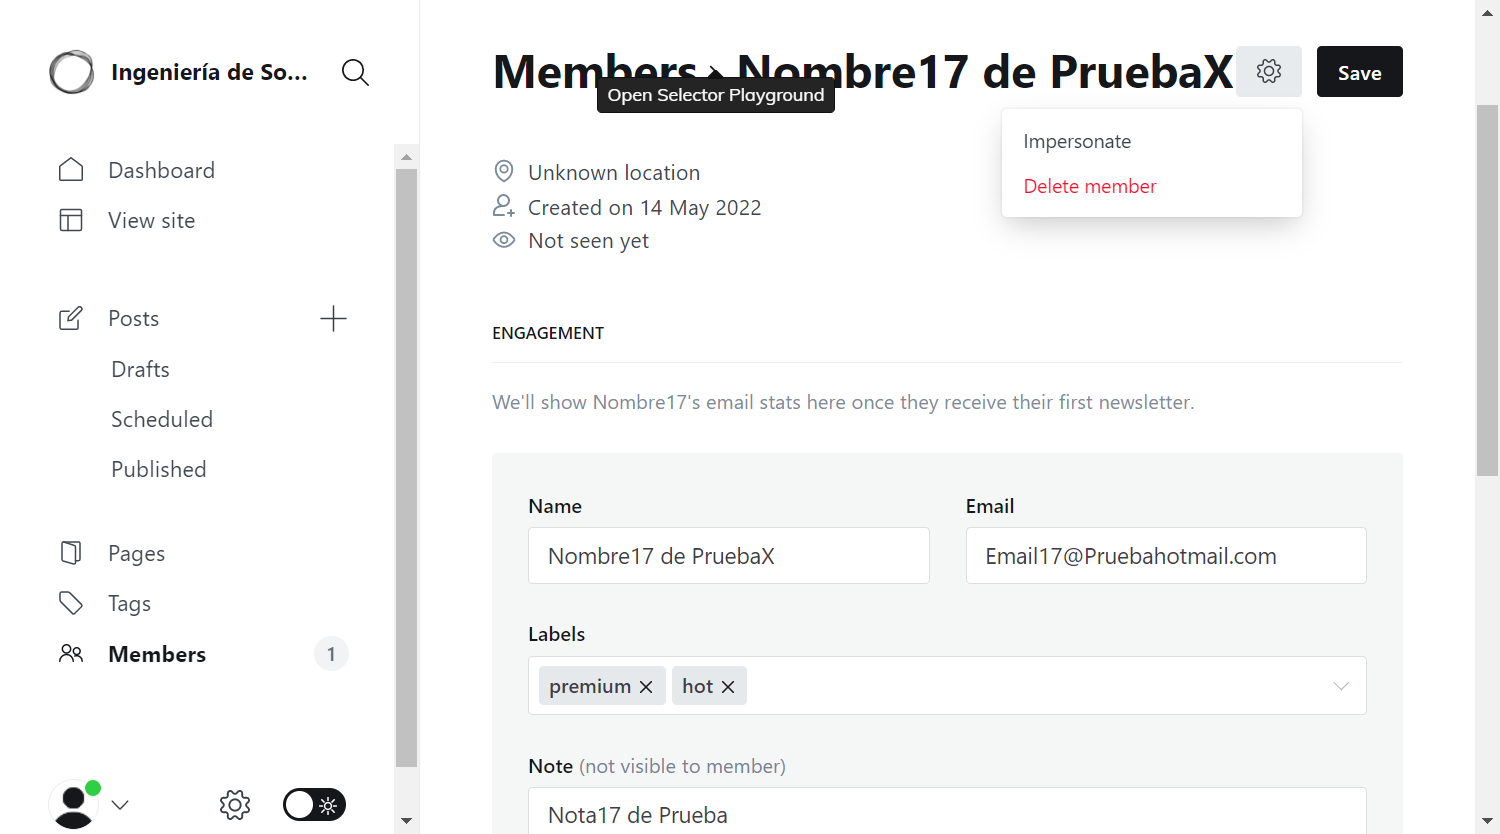 Ingeniería de So...
Dashboard
View site
Posts
Drafts
Scheduled
Published
Pages
Tags
Members
1
Members › Nombre17 de PruebaX
Save
Open Selector Playground
Impersonate
Delete member
Unknown location
Created on 14 May 2022
Not seen yet
ENGAGEMENT
We'll show Nombre17's email stats here once they receive their first newsletter.
Name
Nombre17 de PruebaX
Email
Email17@Pruebahotmail.com
Labels
premium
hot
Note (not visible to member)
Nota17 de Prueba